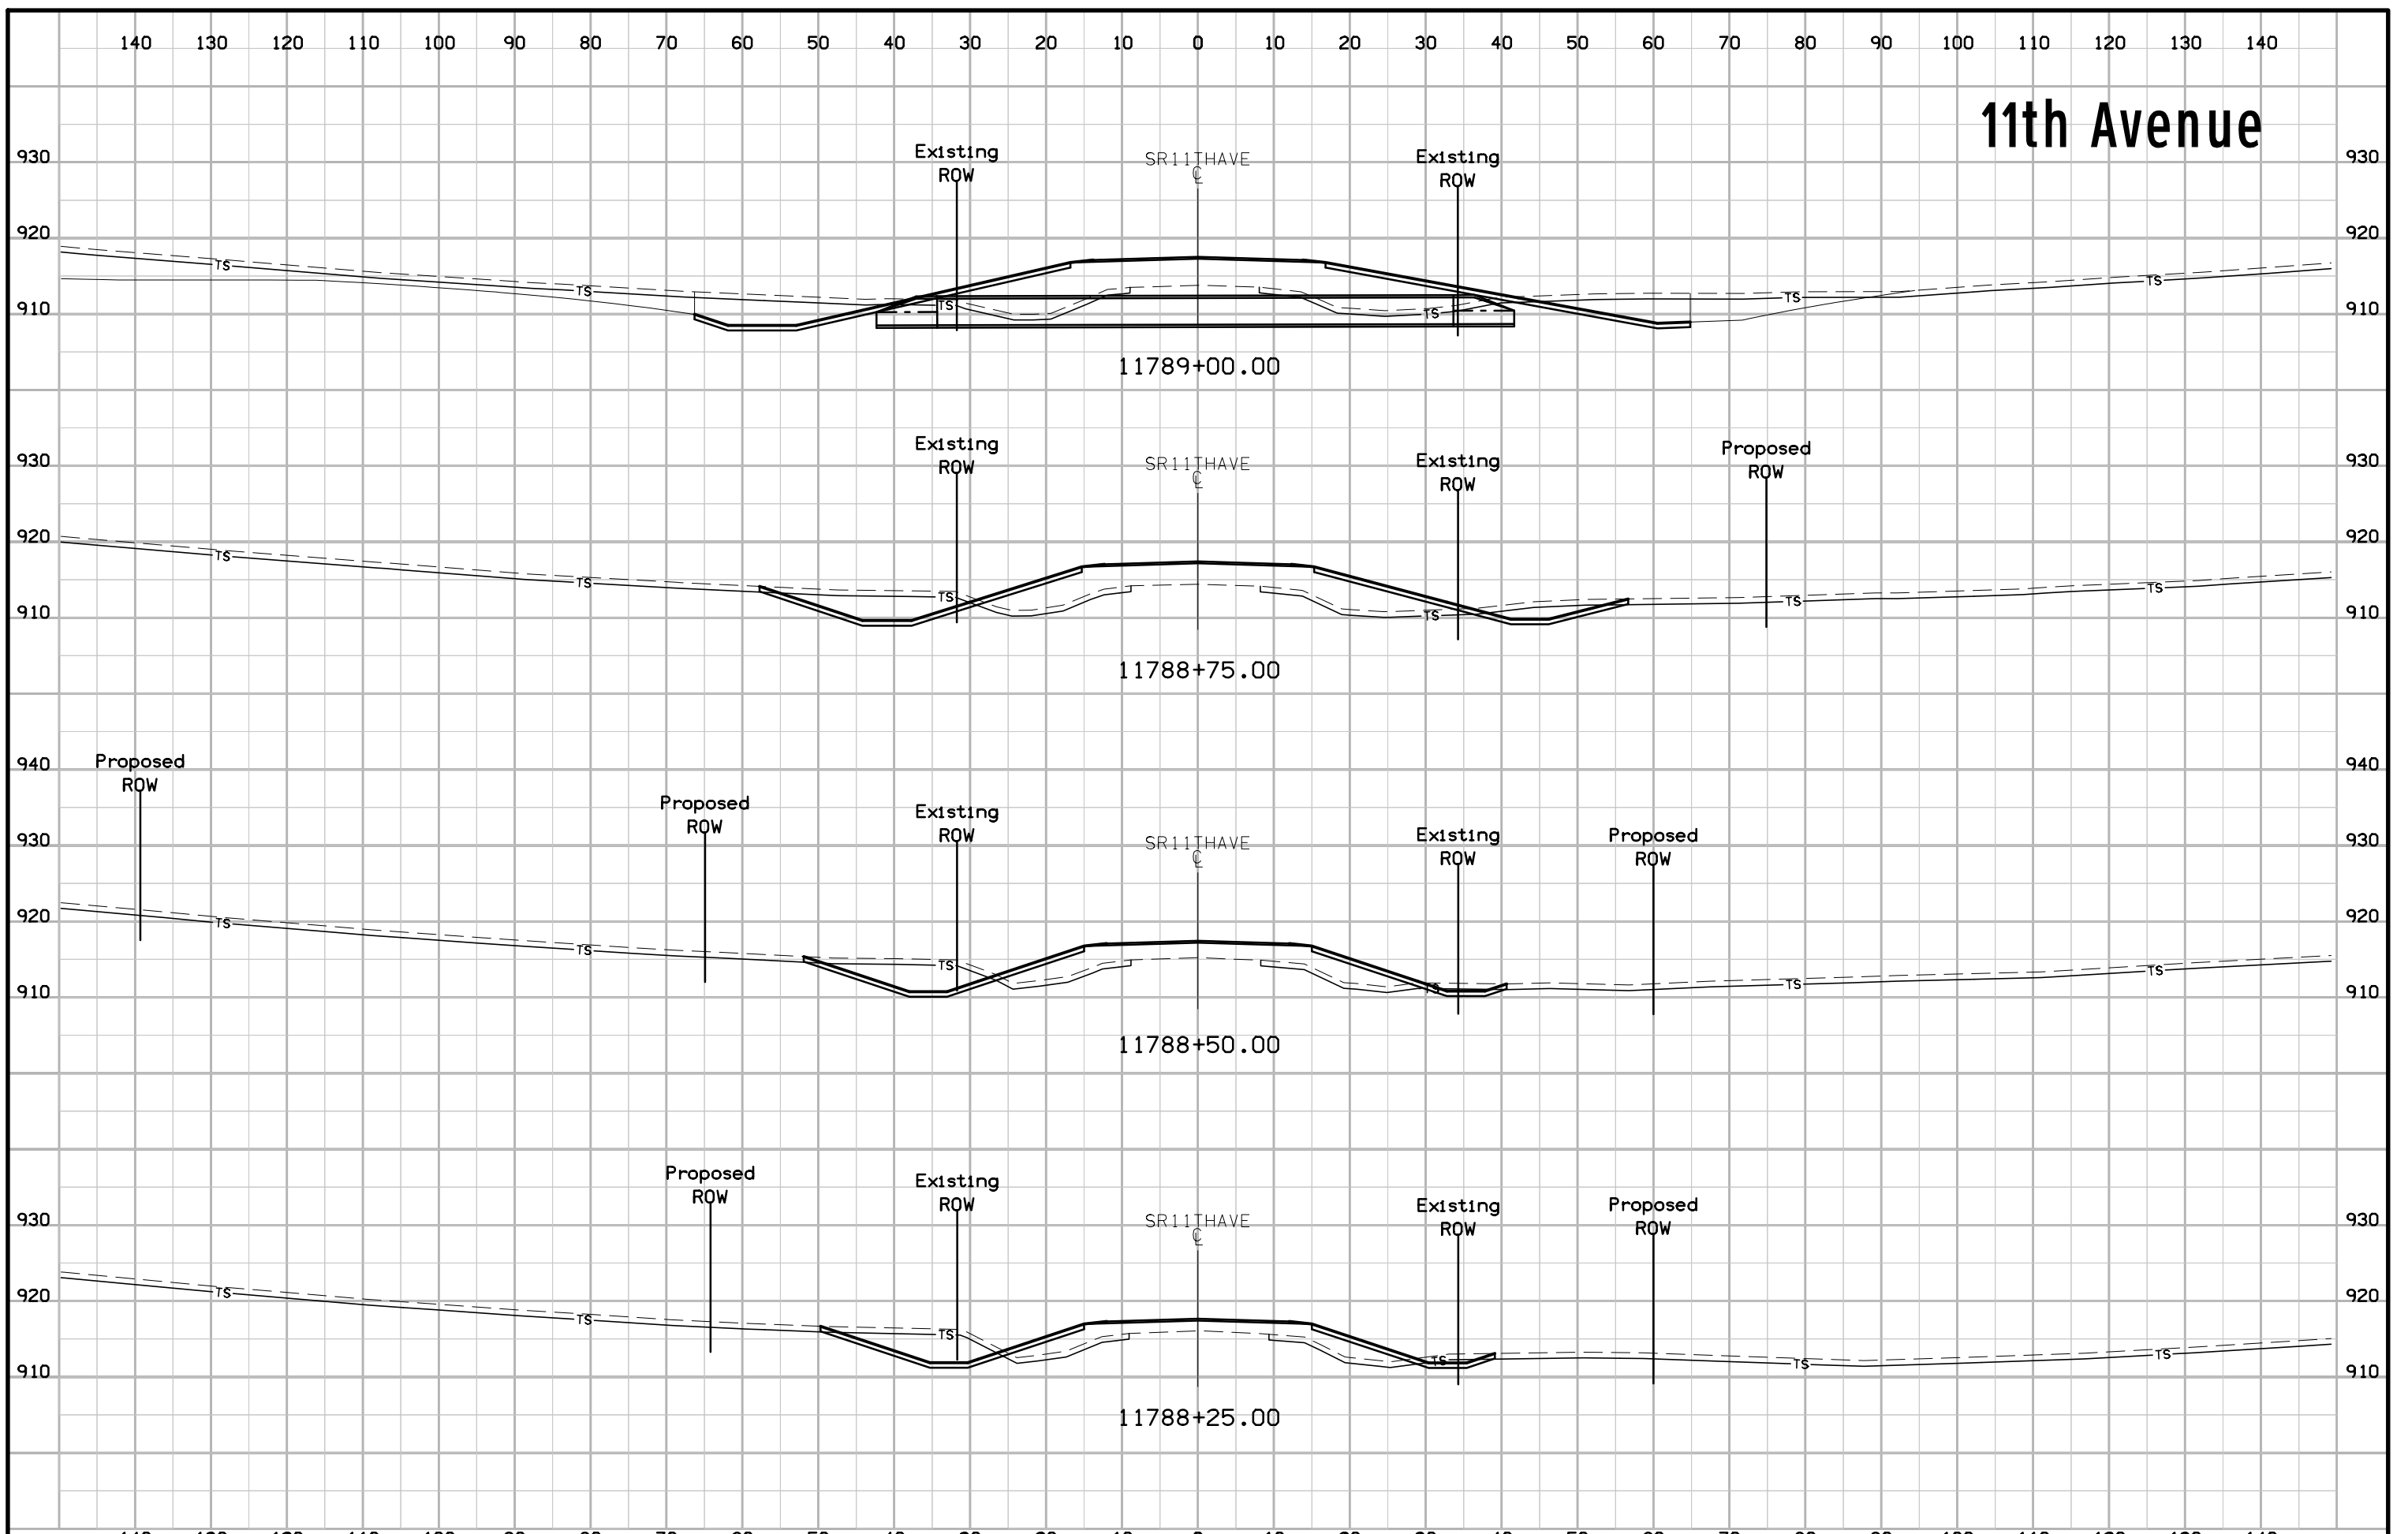 140 130 120 110 100 90 80 70 60 50 40 30 20 10 0 10 20 30 40 50 60 70 80 90 100 110 120 130 140
11th Avenue
Existing
ROW
SR11THAVE
CL
Existing
ROW
930 930
920 920
TS TS TS TS TS TS
910 910
11789+00.00
Existing
ROW
SR11THAVE
CL
Existing
ROW
Proposed
ROW
930 930
920 920
TS TS TS TS TS TS
910 910
11788+75.00
Proposed
ROW
Proposed
ROW
Existing
ROW
SR11THAVE
CL
Existing
ROW
Proposed
ROW
940 940
930 930
920 920
TS TS TS TS TS TS
910 910
11788+50.00
Proposed
ROW
Existing
ROW
SR11THAVE
CL
Existing
ROW
Proposed
ROW
930 930
920 920
TS TS TS TS TS TS
910 910
11788+25.00